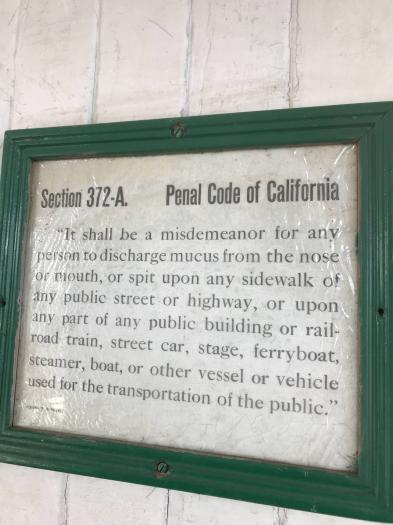 Section 372-A. Penal Code of California
"It shall be a misdemeanor for any
person to discharge mucus from the nose
or mouth, or spit upon any sidewalk of
any public street or highway, or upon
any part of any public building or rail-
road train, street car, stage, ferryboat,
steamer, boat, or other vessel or vehicle
used for the transportation of the public."